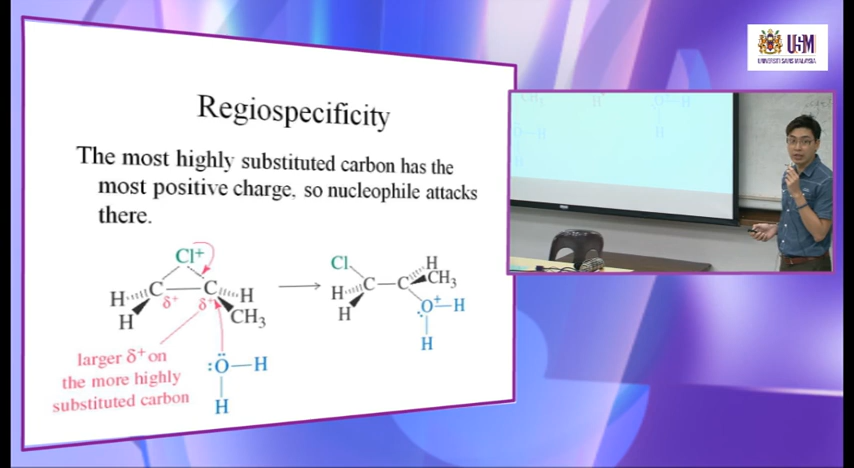 USM
UNIVERSITI SAINS MALAYSIA
Regiospecificity
The most highly substituted carbon has the
most positive charge, so nucleophile attacks
there.
Cl+
H C C H
δ+ δ+
H CH3
larger δ+ on
the more highly
substituted carbon
:Ö—H
H
Cl H
H C—C CH3
H :O+—H
H